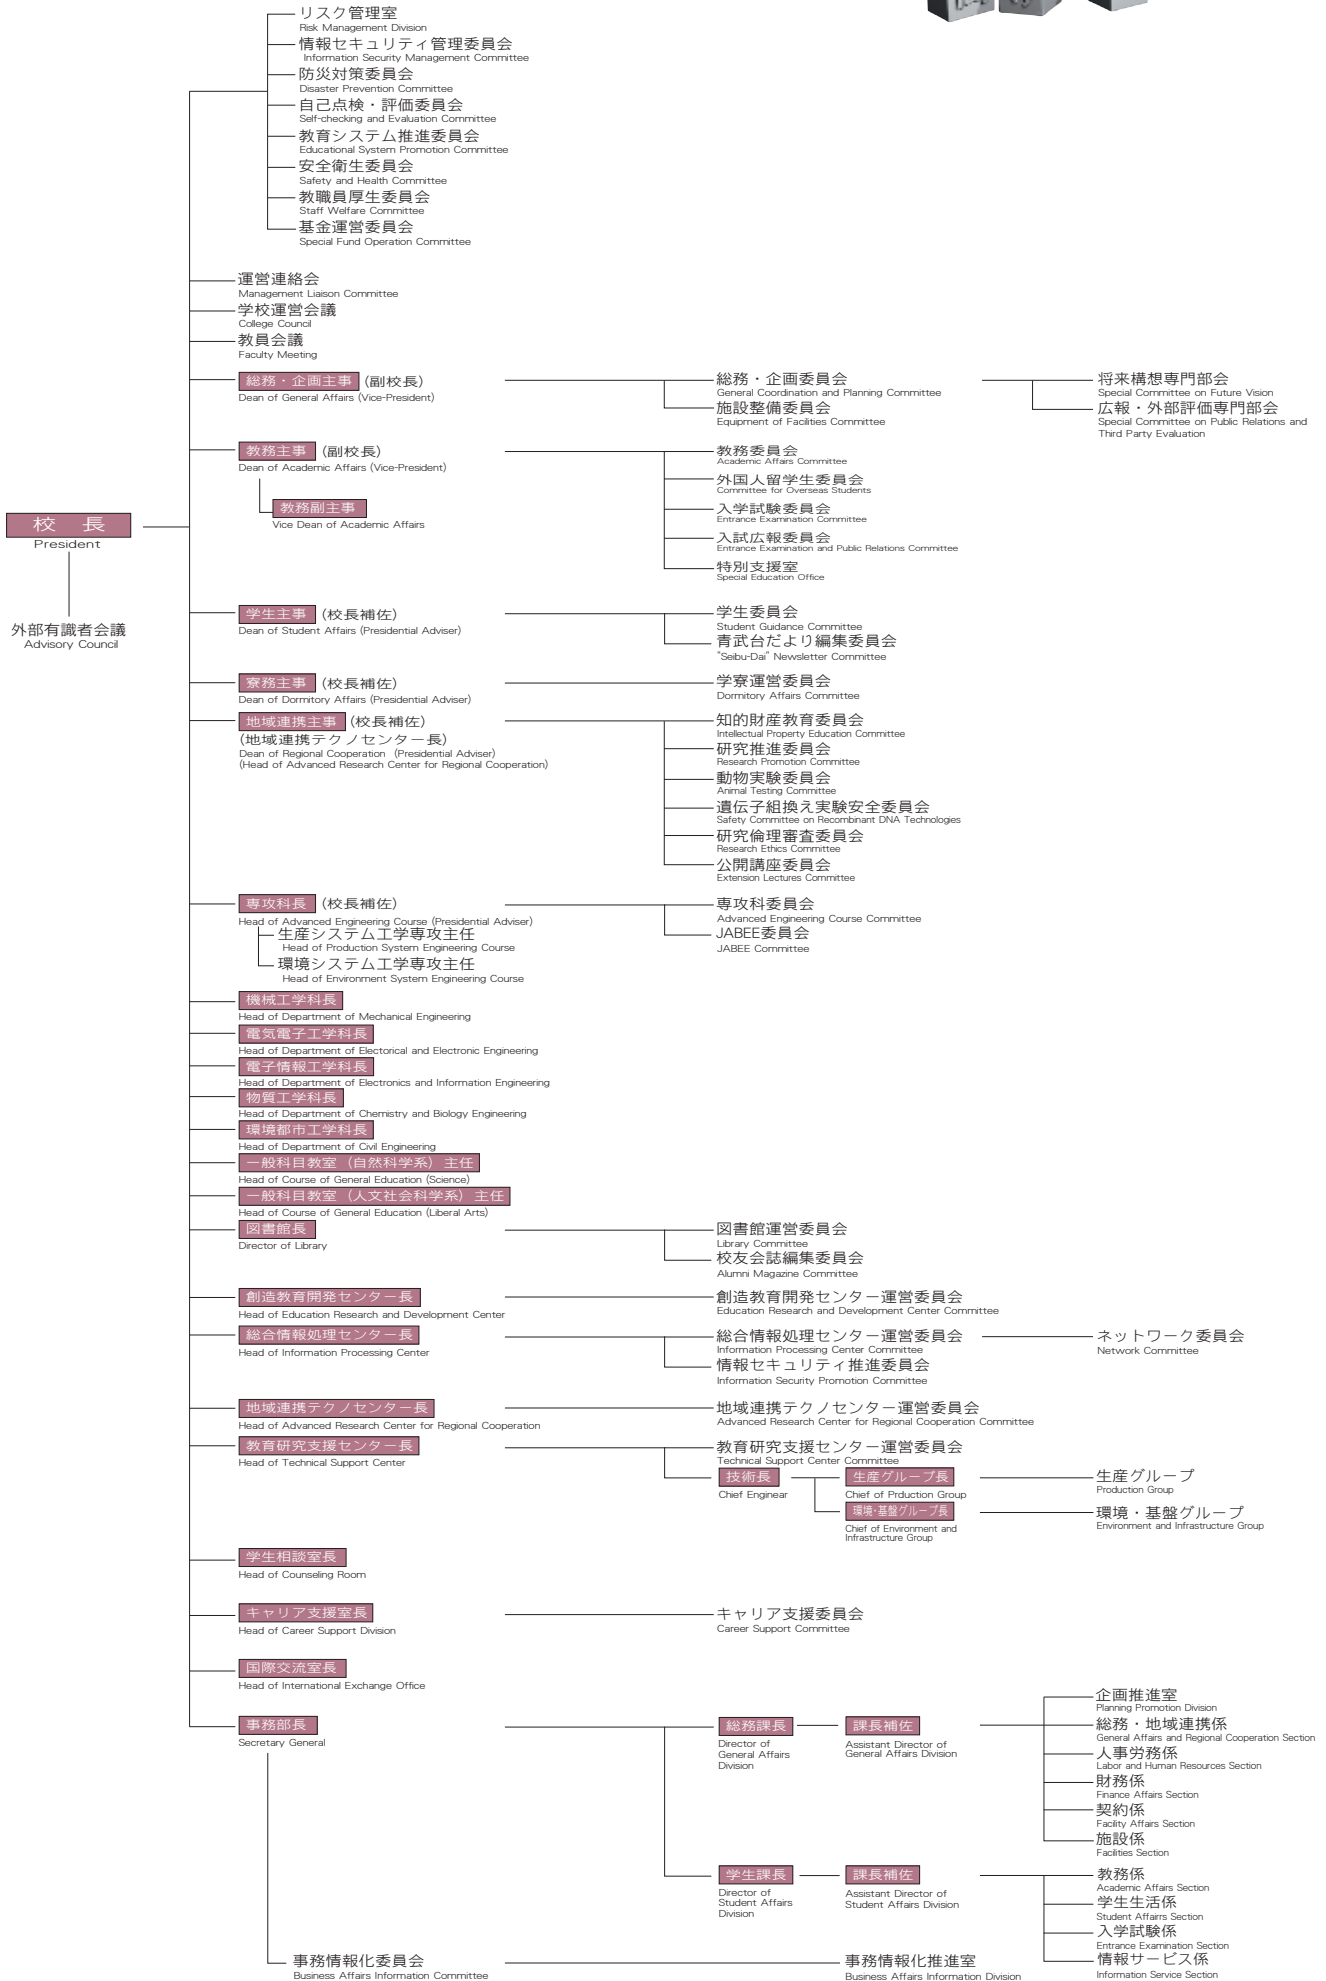 リスク管理室
Risk Management Division
情報セキュリティ管理委員会
Information Security Management Committee
防災対策委員会
Disaster Prevention Committee
自己点検・評価委員会
Self-checking and Evaluation Committee
教育システム推進委員会
Educational System Promotion Committee
安全衛生委員会
Safety and Health Committee
教職員厚生委員会
Staff Welfare Committee
基金運営委員会
Special Fund Operation Committee
運営連絡会
Management Liaison Committee
学校運営会議
College Council
教員会議
Faculty Meeting
総務・企画主事 (副校長)
Dean of General Affairs (Vice-President)
総務・企画委員会
General Coordination and Planning Committee
施設整備委員会
Equipment of Facilities Committee
将来構想専門部会
Special Committee on Future Vision
広報・外部評価専門部会
Special Committee on Public Relations and
Third Party Evaluation
教務主事 (副校長)
Dean of Academic Affairs (Vice-President)
教務副主事
Vice Dean of Academic Affairs
教務委員会
Academic Affairs Committee
外国人留学生委員会
Committee for Overseas Students
入学試験委員会
Entrance Examination Committee
入試広報委員会
Entrance Examination and Public Relations Committee
特別支援室
Special Education Office
校 長
President
外部有識者会議
Advisory Council
学生主事 (校長補佐)
Dean of Student Affairs (Presidential Adviser)
学生委員会
Student Guidance Committee
青武台だより編集委員会
"Seibu-Dai" Newsletter Committee
寮務主事 (校長補佐)
Dean of Dormitory Affairs (Presidential Adviser)
学寮運営委員会
Dormitory Affairs Committee
地域連携主事 (校長補佐)
(地域連携テクノセンター長)
Dean of Regional Cooperation (Presidential Adviser)
(Head of Advanced Research Center for Regional Cooperation)
知的財産教育委員会
Intellectual Property Education Committee
研究推進委員会
Research Promotion Committee
動物実験委員会
Animal Testing Committee
遺伝子組換え実験安全委員会
Safety Committee on Recombinant DNA Technologies
研究倫理審査委員会
Research Ethics Committee
公開講座委員会
Extension Lectures Committee
専攻科長 (校長補佐)
Head of Advanced Engineering Course (Presidential Adviser)
生産システム工学専攻主任
Head of Production System Engineering Course
環境システム工学専攻主任
Head of Environment System Engineering Course
専攻科委員会
Advanced Engineering Course Committee
JABEE委員会
JABEE Committee
機械工学科長
Head of Department of Mechanical Engineering
電気電子工学科長
Head of Department of Electorical and Electronic Engineering
電子情報工学科長
Head of Department of Electronics and Information Engineering
物質工学科長
Head of Department of Chemistry and Biology Engineering
環境都市工学科長
Head of Department of Civil Engineering
一般科目教室（自然科学系）主任
Head of Course of General Education (Science)
一般科目教室（人文社会科学系）主任
Head of Course of General Education (Liberal Arts)
図書館長
Director of Library
図書館運営委員会
Library Committee
校友会誌編集委員会
Alumni Magazine Committee
創造教育開発センター長
Head of Education Research and Development Center
創造教育開発センター運営委員会
Education Research and Development Center Committee
総合情報処理センター長
Head of Information Processing Center
総合情報処理センター運営委員会
Information Processing Center Committee
情報セキュリティ推進委員会
Information Security Promotion Committee
ネットワーク委員会
Network Committee
地域連携テクノセンター長
Head of Advanced Research Center for Regional Cooperation
地域連携テクノセンター運営委員会
Advanced Research Center for Regional Cooperation Committee
教育研究支援センター長
Head of Technical Support Center
教育研究支援センター運営委員会
Technical Support Center Committee
技術長
Chief Enginear
生産グループ長
Chief of Prduction Group
生産グループ
Production Group
環境・基盤グループ長
Chief of Environment and
Infrastructure Group
環境・基盤グループ
Environment and Infrastructure Group
学生相談室長
Head of Counseling Room
キャリア支援室長
Head of Career Support Division
キャリア支援委員会
Career Support Committee
国際交流室長
Head of International Exchange Office
事務部長
Secretary General
総務課長
Director of
General Affairs
Division
課長補佐
Assistant Director of
General Affairs Division
企画推進室
Planning Promotion Division
総務・地域連携係
General Affairs and Regional Cooperation Section
人事労務係
Labor and Human Resources Section
財務係
Finance Affairs Section
契約係
Facility Affairs Section
施設係
Facilities Section
学生課長
Director of
Student Affairs
Division
課長補佐
Assistant Director of
Student Affairs Division
教務係
Academic Affairs Section
学生生活係
Student Affairrs Section
入学試験係
Entrance Examination Section
情報サービス係
Information Service Section
事務情報化委員会
Business Affairs Information Committee
事務情報化推進室
Business Affairs Information Division